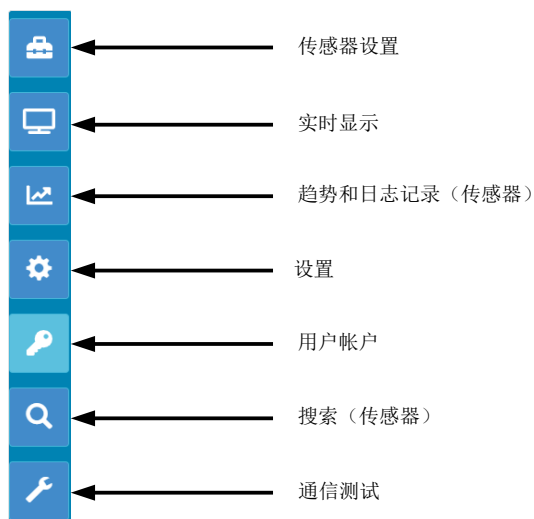 传感器设置
实时显示
趋势和日志记录（传感器）
设置
用户帐户
搜索（传感器）
通信测试